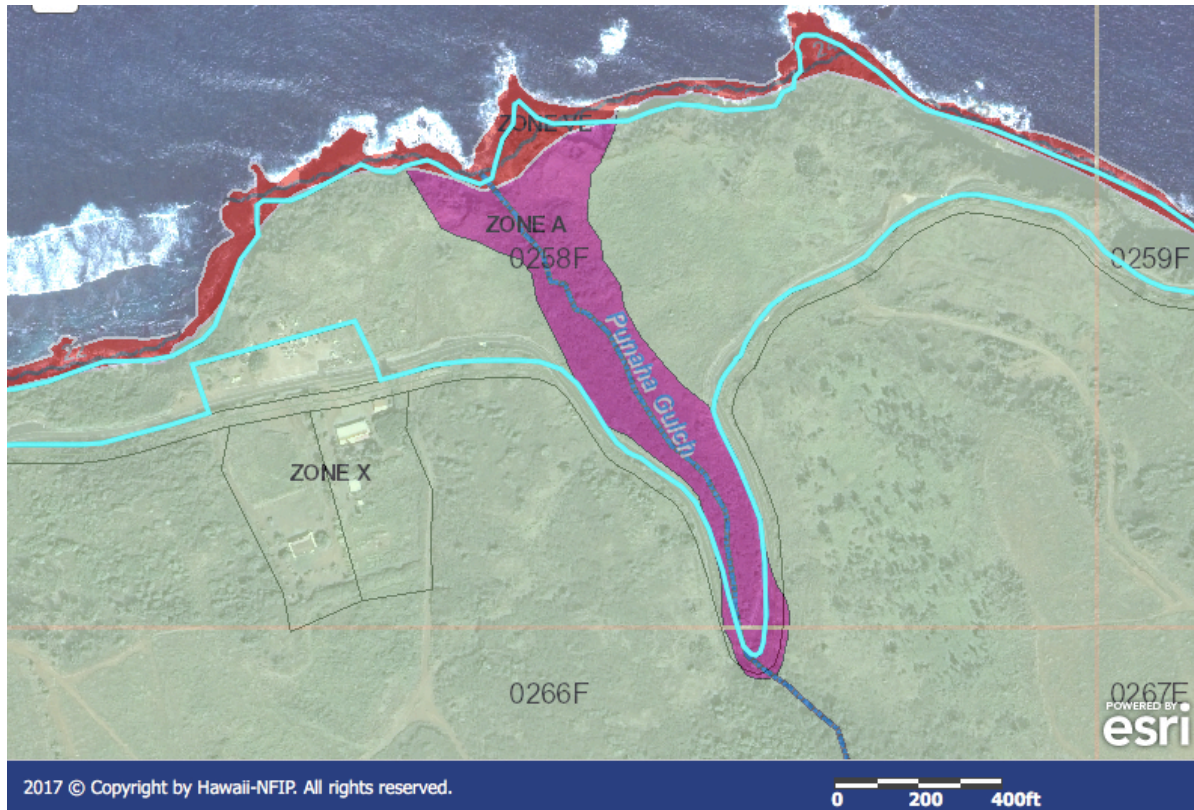 ZONE VE
ZONE A
0258F
0259F
Punaha Gulch
ZONE X
0266F
0267F
POWERED BY
esri
2017 © Copyright by Hawaii-NFIP. All rights reserved.
0 200 400ft